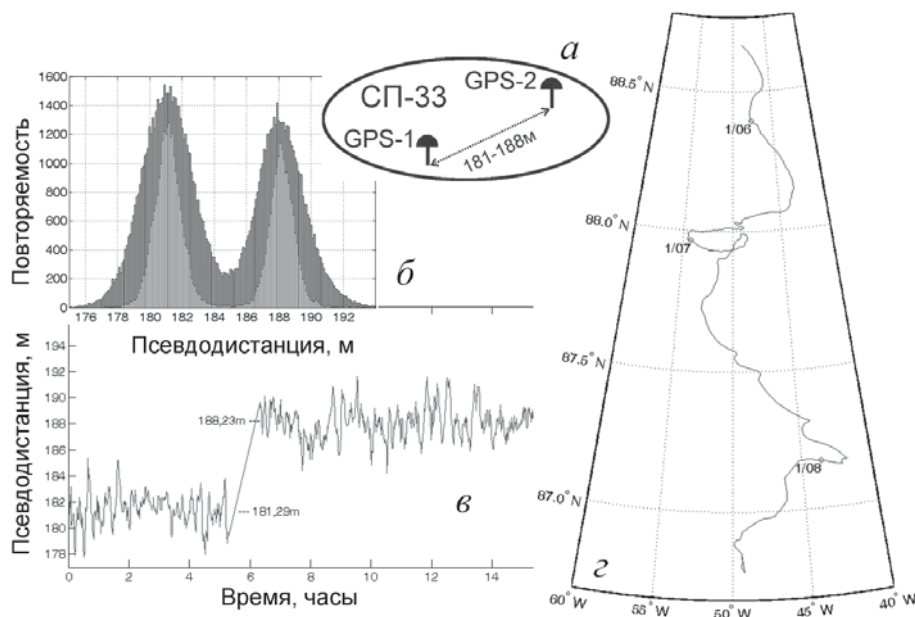 а
СП-33
GPS-2
GPS-1
181-188м
Повторяемость
1600
1400
1200
1000
800
600
400
200
0
176 178 180 182 184 186 188 190 192
б
Псевдодистанция, м
Псевдодистанция, м
194
192
190
188
186
184
182
180
178
188,23m
181,29m
в
0 2 4 6 8 10 12 14
Время, часы
88.5°N
1/06
88.0°N
1/07
87.5°N
1/08
87.0°N
г
60°W
55°W
50°W
45°W
40°W